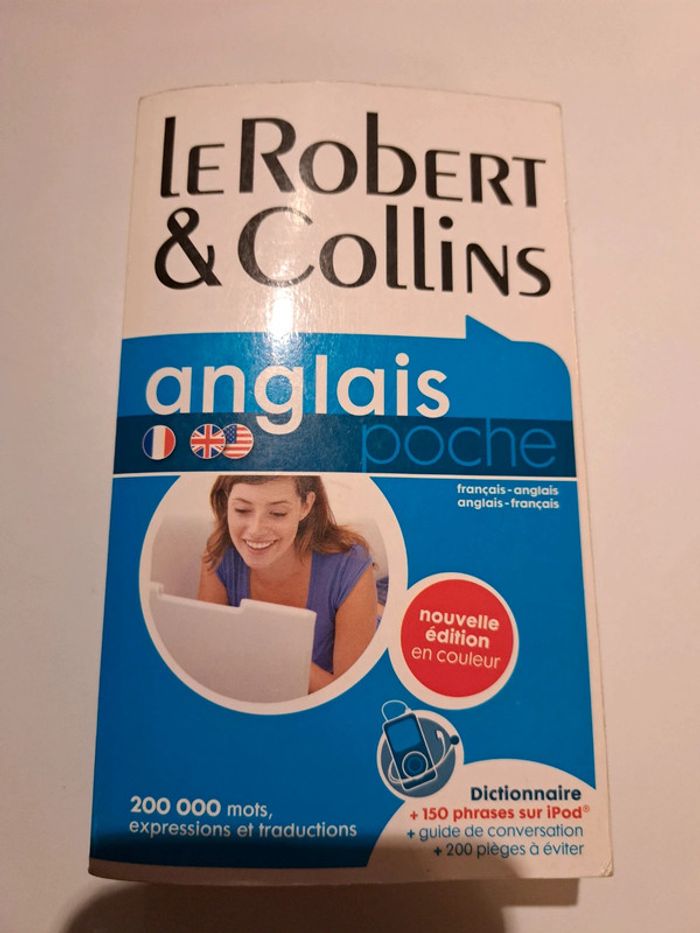 LE ROBERT
& COLLINS
anglais
poche
français-anglais
anglais-français
nouvelle
édition
en couleur
200 000 mots,
expressions et traductions
Dictionnaire
+ 150 phrases sur iPod®
+ guide de conversation
+ 200 pièges à éviter